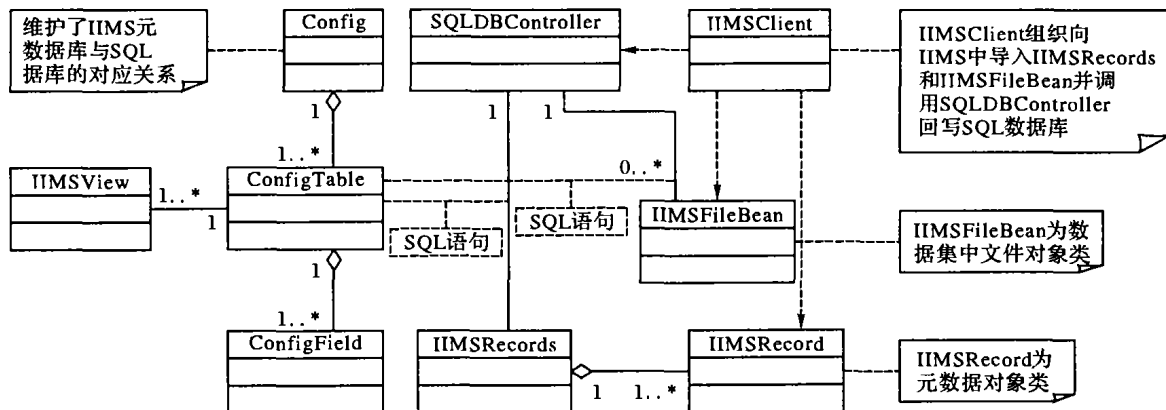 维护了IIMS元
数据库与SQL
据库的对应关系
Config
SQLDBController
IIMSClient
IIMSClient组织向
IIMS中导入IIMSRecords
和IIMSFileBean并调
用SQLDBController
回写SQL数据库
1
1
1
1..*
0..*
IIMSView
1..*
1
ConfigTable
SQL语句
SQL语句
IIMSFileBean
IIMSFileBean为数
据集中文件对象类
1
1..*
ConfigField
IIMSRecords
1
1..*
IIMSRecord
IIMSRecord为
元数据对象类